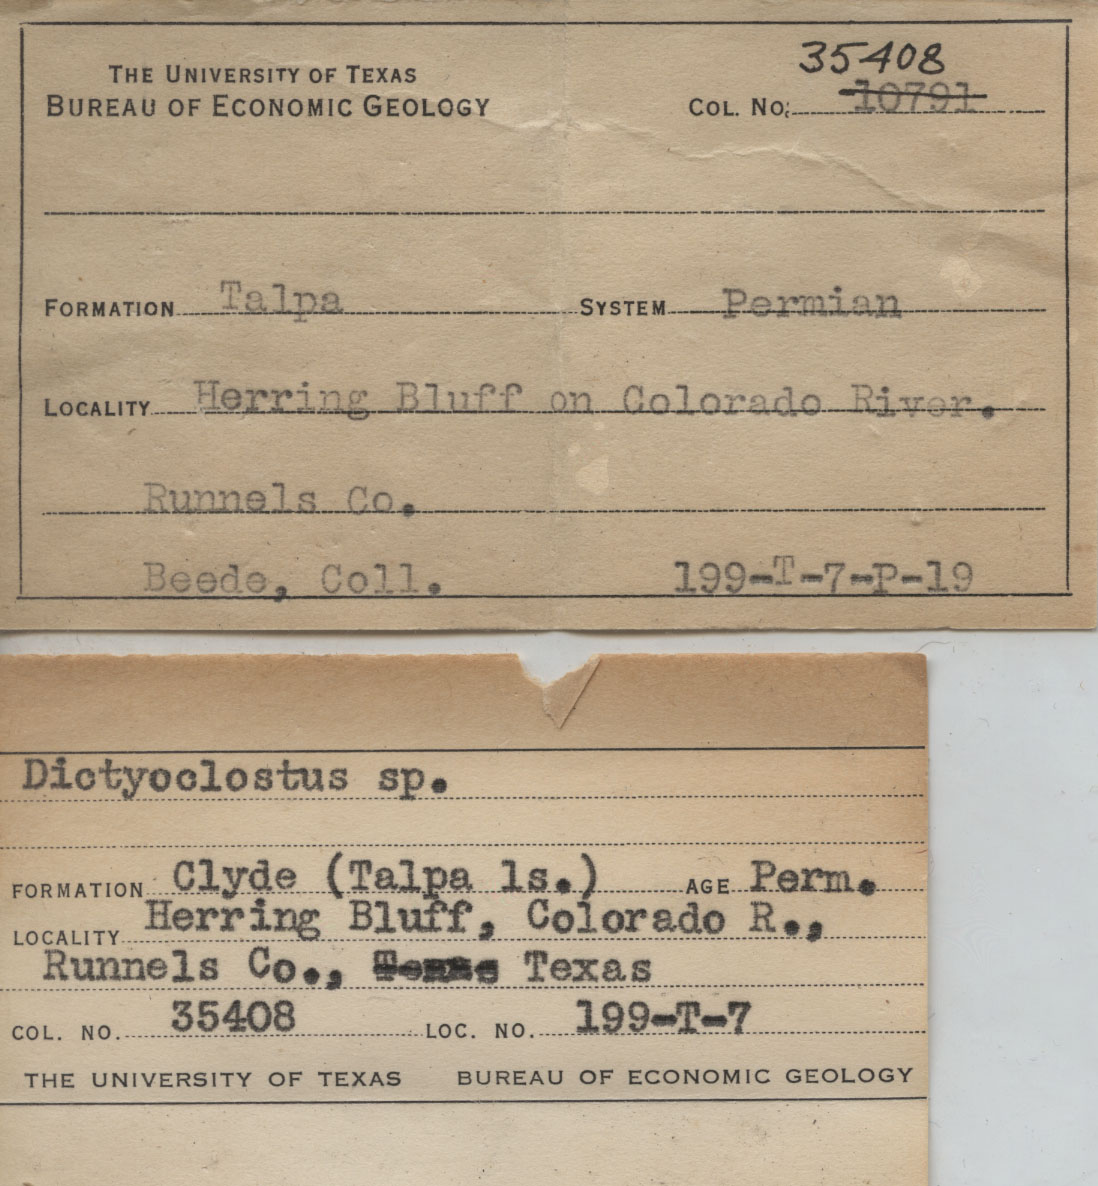 THE UNIVERSITY OF TEXAS
35408
BUREAU OF ECONOMIC GEOLOGY COL. NO. 10791
FORMATION Talpa SYSTEM Permian
LOCALITY Herring Bluff on Colorado River.
Runnels Co.
Beede, Coll. 199-T-7-P-19
Dictyoclostus sp.
FORMATION Clyde (Talpa ls.) AGE Perm.
LOCALITY Herring Bluff, Colorado R.,
Runnels Co., Texas
COL. NO. 35408 LOC. NO. 199-T-7
THE UNIVERSITY OF TEXAS BUREAU OF ECONOMIC GEOLOGY